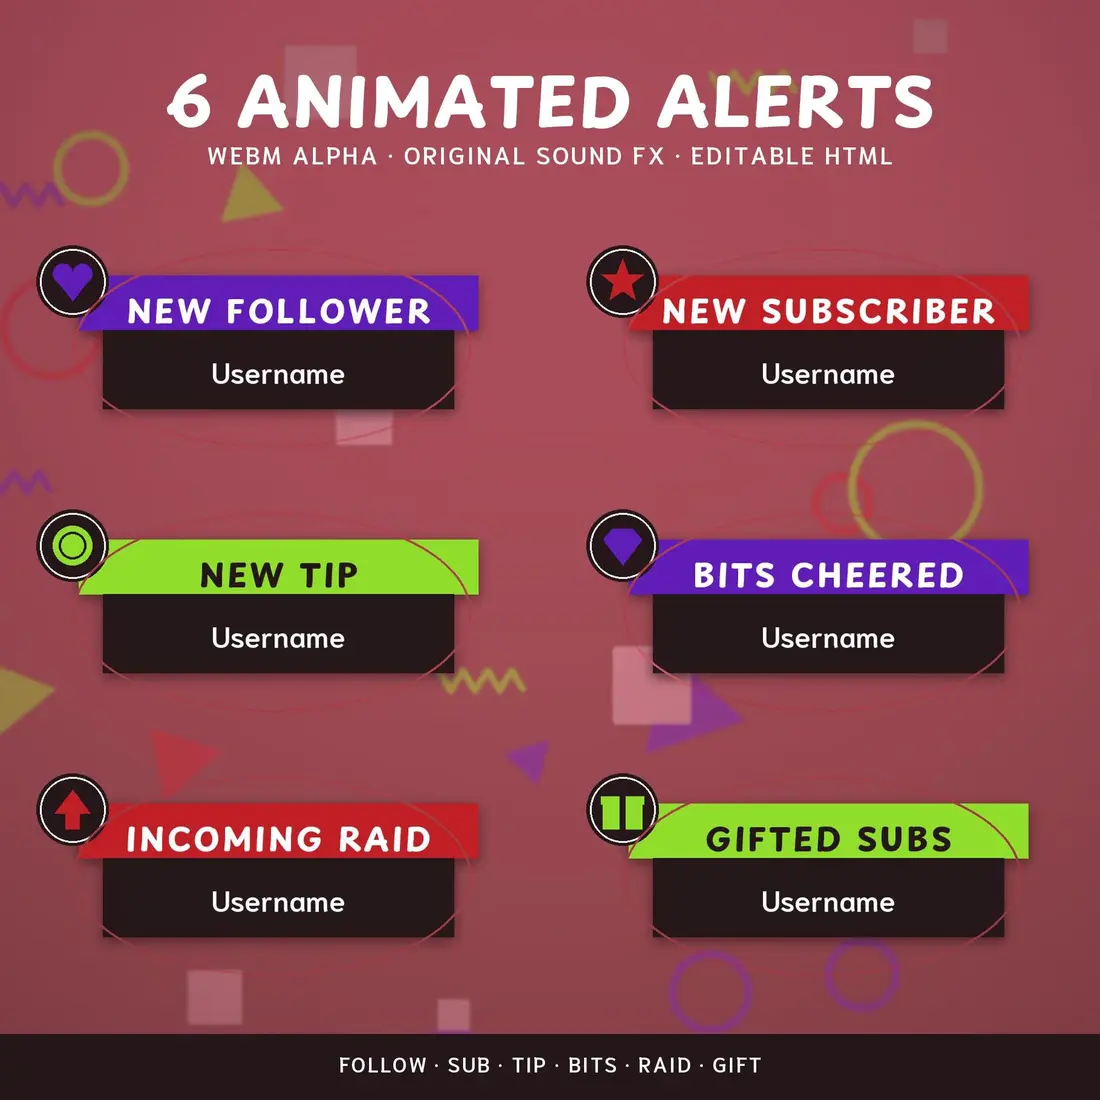 6 ANIMATED ALERTS
WEBM ALPHA · ORIGINAL SOUND FX · EDITABLE HTML
NEW FOLLOWER
Username
NEW SUBSCRIBER
Username
NEW TIP
Username
BITS CHEERED
Username
INCOMING RAID
Username
GIFTED SUBS
Username
FOLLOW · SUB · TIP · BITS · RAID · GIFT